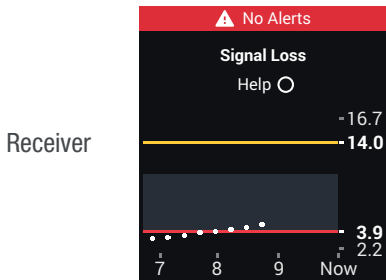 No Alerts
Signal Loss
Help
16.7
14.0
Receiver
3.9
2.2
7 8 9 Now